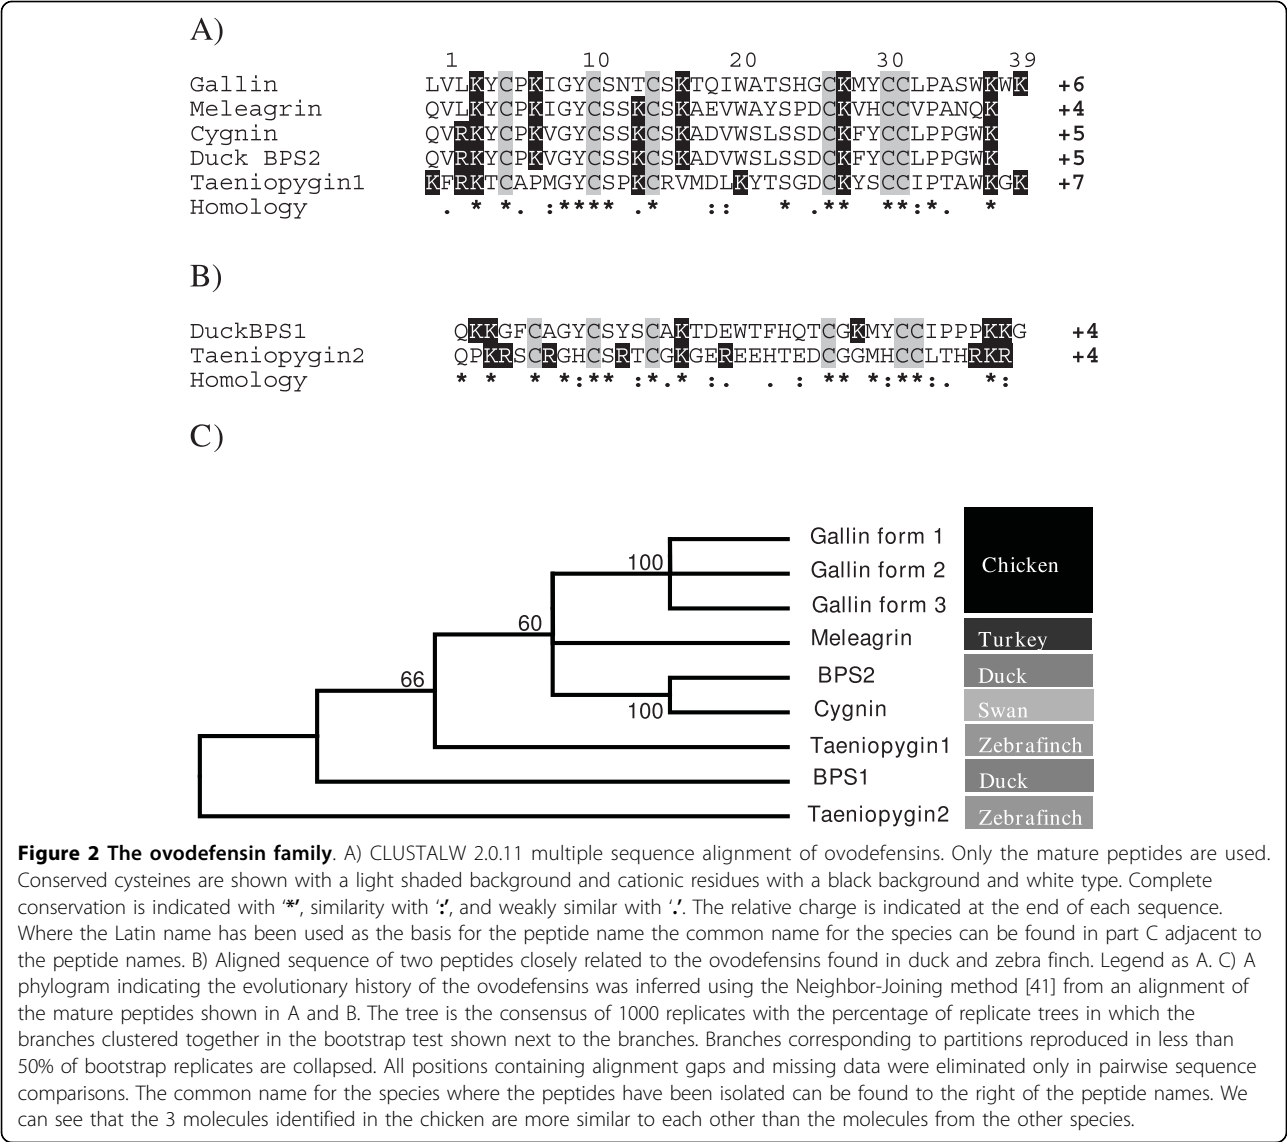 A)
1 10 20 30 39
Gallin LVLKYCPKIGYCSNTCSKTQIWATSHGCKMYCCLPASWKWK +6
Meleagrin QVLKYCPKIGYCSSKCSKAEVWAYSPDCKVHCCVPANQK +4
Cygnin QVRKYCPKVGYCSSKCSKADVWSLSSDCKFYCCLPPGWK +5
Duck BPS2 QVRKYCPKVGYCSSKCSKADVWSLSSDCKFYCCLPPGWK +5
Taeniopygin1 KFRKTCAPMGYCSPKCRVMDLKYTSGDCKYSCCIPTAWKGK +7
Homology . * *. :**** .* :: * .** **:*. *
B)
DuckBPS1 QKKGFCAGYCSYSCAKTDEWTFHQTCGKMYCCIPPPKKG +4
Taeniopygin2 QPKRSCRGHCSRTCGKGEREEHTEDCGGMHCCLTHRKR +4
Homology * * * *:** :*.* :. . : ** *:**:. *:
C)
Gallin form 1
100 Gallin form 2 Chicken
Gallin form 3
60
Meleagrin Turkey
66 BPS2 Duck
100 Cygnin Swan
Taeniopygin1 Zebrafinch
BPS1 Duck
Taeniopygin2 Zebrafinch
Figure 2 The ovodefensin family. A) CLUSTALW 2.0.11 multiple sequence alignment of ovodefensins. Only the mature peptides are used.
Conserved cysteines are shown with a light shaded background and cationic residues with a black background and white type. Complete
conservation is indicated with ‘*’, similarity with ‘:’, and weakly similar with ‘.’. The relative charge is indicated at the end of each sequence.
Where the Latin name has been used as the basis for the peptide name the common name for the species can be found in part C adjacent to
the peptide names. B) Aligned sequence of two peptides closely related to the ovodefensins found in duck and zebra finch. Legend as A. C) A
phylogram indicating the evolutionary history of the ovodefensins was inferred using the Neighbor-Joining method [41] from an alignment of
the mature peptides shown in A and B. The tree is the consensus of 1000 replicates with the percentage of replicate trees in which the
branches clustered together in the bootstrap test shown next to the branches. Branches corresponding to partitions reproduced in less than
50% of bootstrap replicates are collapsed. All positions containing alignment gaps and missing data were eliminated only in pairwise sequence
comparisons. The common name for the species where the peptides have been isolated can be found to the right of the peptide names. We
can see that the 3 molecules identified in the chicken are more similar to each other than the molecules from the other species.